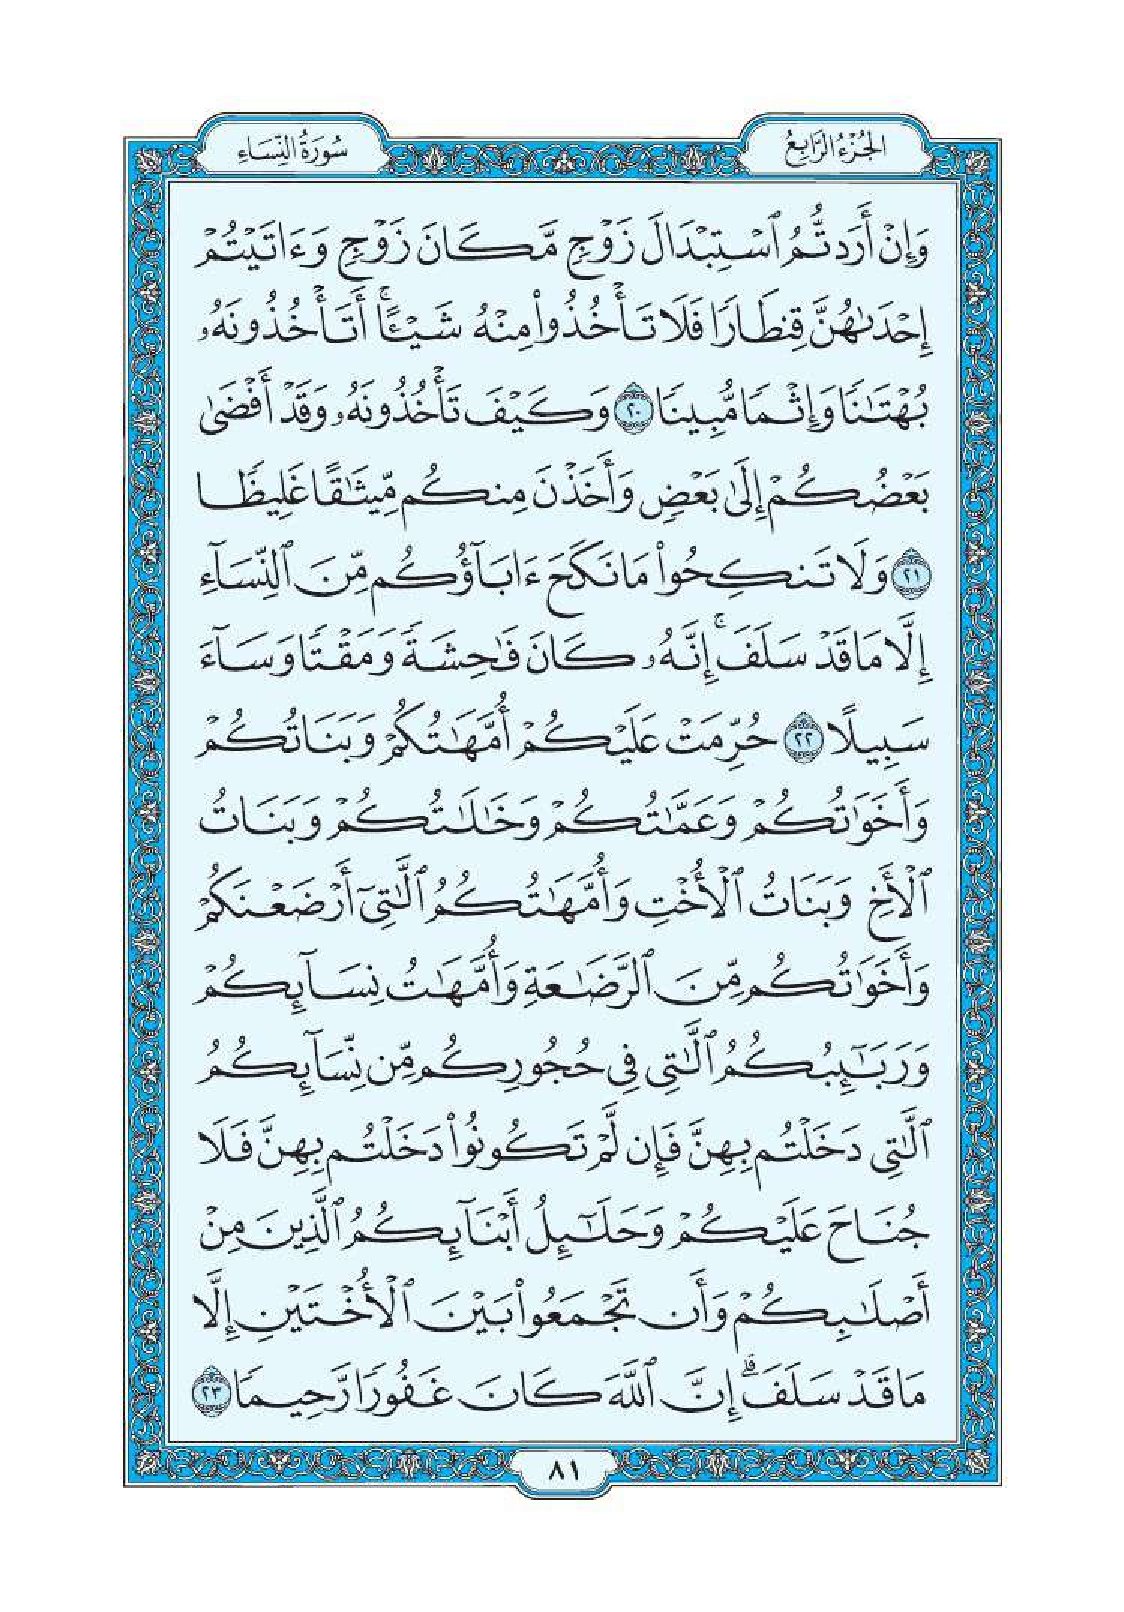 الجُزْءُ الرَّابِعُ
سُورَةُ النِّسَاءِ
وَإِنْ أَرَدتُّمُ ٱسْتِبْدَالَ زَوْجٍ مَّكَانَ زَوْجٍ وَءَاتَيْتُمْ
إِحْدَىٰهُنَّ قِنطَارًا فَلَا تَأْخُذُوا۟ مِنْهُ شَيْـًٔا ۚ أَتَأْخُذُونَهُۥ
بُهْتَـٰنًا وَإِثْمًا مُّبِينًا ٢٠ وَكَيْفَ تَأْخُذُونَهُۥ وَقَدْ أَفْضَىٰ
بَعْضُكُمْ إِلَىٰ بَعْضٍ وَأَخَذْنَ مِنكُم مِّيثَـٰقًا غَلِيظًا
٢١ وَلَا تَنكِحُوا۟ مَا نَكَحَ ءَابَآؤُكُم مِّنَ ٱلنِّسَآءِ
إِلَّا مَا قَدْ سَلَفَ ۚ إِنَّهُۥ كَانَ فَـٰحِشَةً وَمَقْتًا وَسَآءَ
سَبِيلًا ٢٢ حُرِّمَتْ عَلَيْكُمْ أُمَّهَـٰتُكُمْ وَبَنَاتُكُمْ
وَأَخَوَٰتُكُمْ وَعَمَّـٰتُكُمْ وَخَـٰلَـٰتُكُمْ وَبَنَاتُ
ٱلْأَخِ وَبَنَاتُ ٱلْأُخْتِ وَأُمَّهَـٰتُكُمُ ٱلَّـٰتِىٓ أَرْضَعْنَكُمْ
وَأَخَوَٰتُكُم مِّنَ ٱلرَّضَـٰعَةِ وَأُمَّهَـٰتُ نِسَآئِكُمْ
وَرَبَـٰٓئِبُكُمُ ٱلَّـٰتِى فِى حُجُورِكُم مِّن نِّسَآئِكُمُ
ٱلَّـٰتِى دَخَلْتُم بِهِنَّ فَإِن لَّمْ تَكُونُوا۟ دَخَلْتُم بِهِنَّ فَلَا
جُنَاحَ عَلَيْكُمْ وَحَلَـٰٓئِلُ أَبْنَآئِكُمُ ٱلَّذِينَ مِنْ
أَصْلَـٰبِكُمْ وَأَن تَجْمَعُوا۟ بَيْنَ ٱلْأُخْتَيْنِ إِلَّا
مَا قَدْ سَلَفَ ۗ إِنَّ ٱللَّهَ كَانَ غَفُورًا رَّحِيمًا ٢٣
٨١